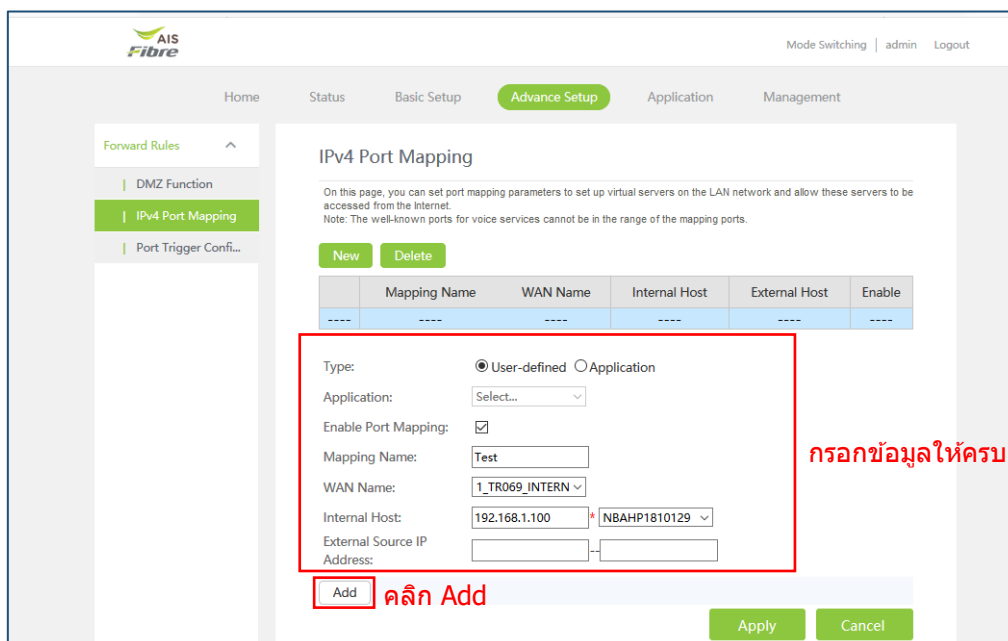 AIS
Fibre
Mode Switching | admin Logout
Home Status Basic Setup Advance Setup Application Management
Forward Rules
| DMZ Function
| IPv4 Port Mapping
| Port Trigger Confi...
IPv4 Port Mapping
On this page, you can set port mapping parameters to set up virtual servers on the LAN network and allow these servers to be
accessed from the Internet.
Note: The well-known ports for voice services cannot be in the range of the mapping ports.
New Delete
Mapping Name WAN Name Internal Host External Host Enable
---- ---- ---- ---- ---- ----
Type: User-defined Application
Application: Select...
Enable Port Mapping:
Mapping Name: Test
WAN Name: 1_TR069_INTERN
Internal Host: 192.168.1.100 * NBAHP1810129
External Source IP
Address: --
กรอกข้อมูลให้ครบ
Add คลิก Add
Apply Cancel